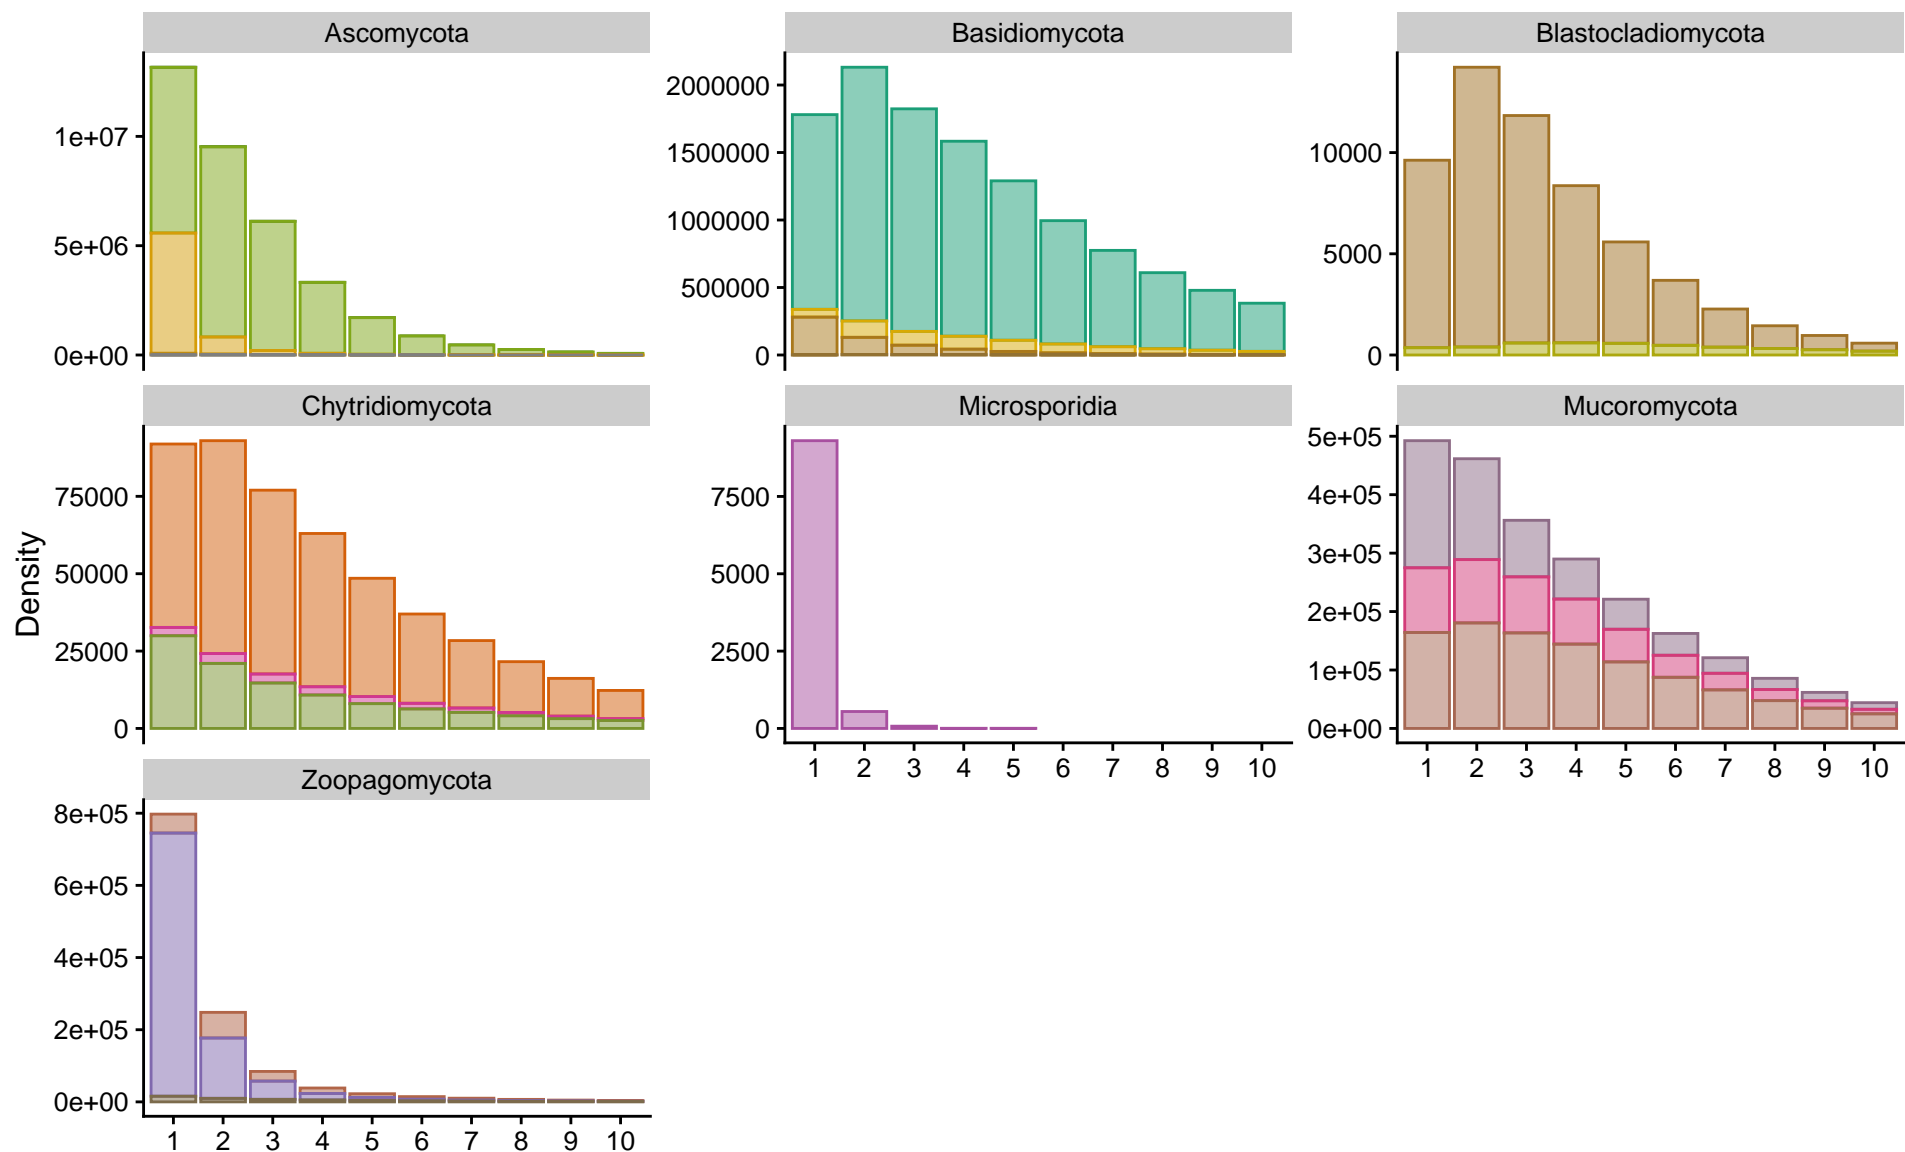 Ascomycota
Basidiomycota
Blastocladiomycota
1e+07
5e+06
0e+00
2000000
1500000
1000000
500000
0
10000
5000
0
Chytridiomycota
Microsporidia
Mucoromycota
Density
75000
50000
25000
0
7500
5000
2500
0
1 2 3 4 5 6 7 8 9 10
5e+05
4e+05
3e+05
2e+05
1e+05
0e+00
1 2 3 4 5 6 7 8 9 10
Zoopagomycota
8e+05
6e+05
4e+05
2e+05
0e+00
1 2 3 4 5 6 7 8 9 10